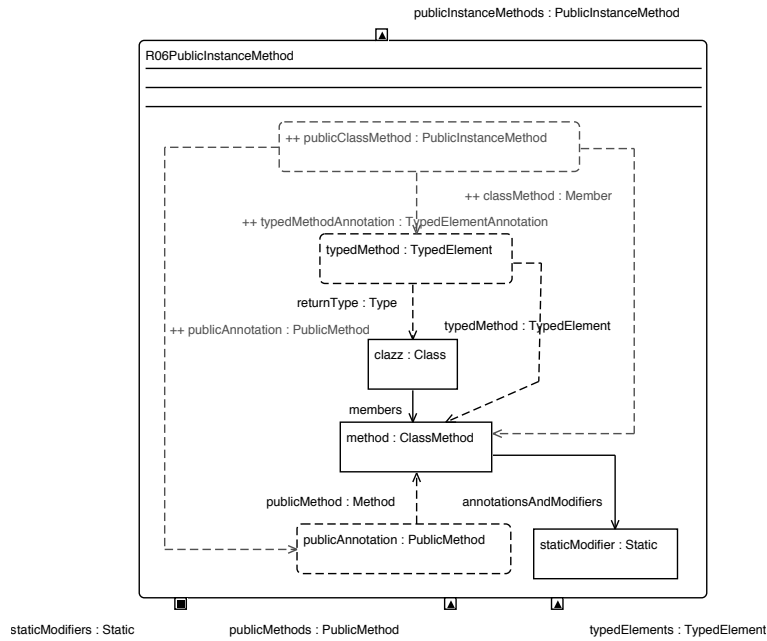 publicInstanceMethods : PublicInstanceMethod
R06PublicInstanceMethod
++ publicClassMethod : PublicInstanceMethod
++ classMethod : Member
++ typedMethodAnnotation : TypedElementAnnotation
typedMethod : TypedElement
returnType : Type
++ publicAnnotation : PublicMethod
typedMethod : TypedElement
clazz : Class
members
method : ClassMethod
publicMethod : Method
annotationsAndModifiers
publicAnnotation : PublicMethod
staticModifier : Static
staticModifiers : Static
publicMethods : PublicMethod
typedElements : TypedElement